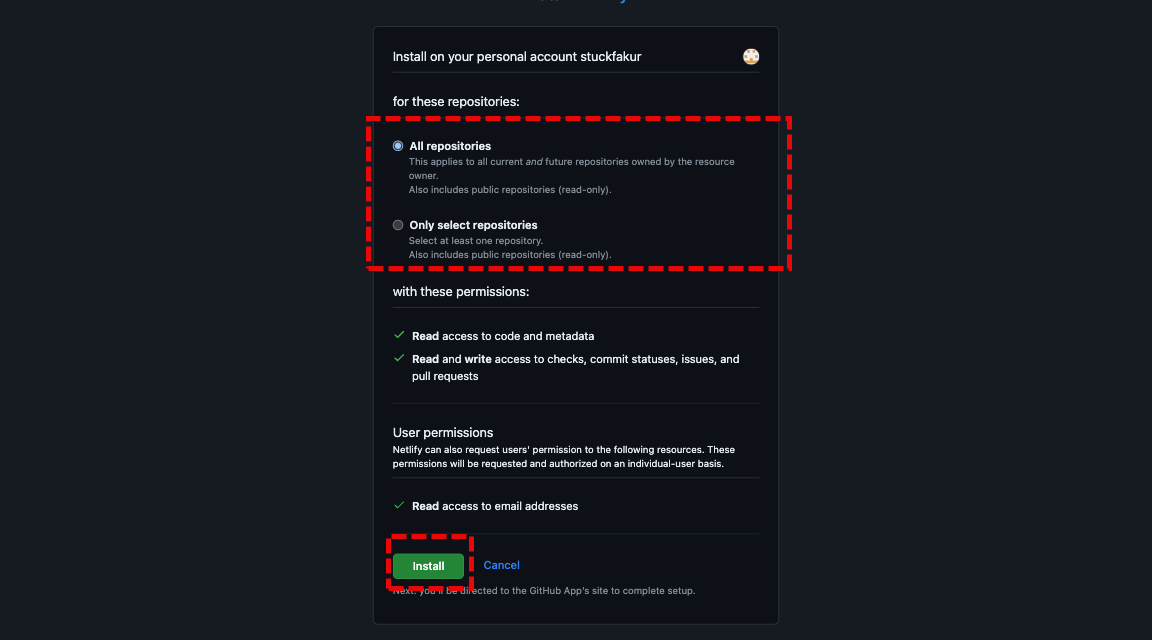 Install on your personal account stuckfakur
for these repositories:
All repositories
This applies to all current and future repositories owned by the resource
owner.
Also includes public repositories (read-only).
Only select repositories
Select at least one repository.
Also includes public repositories (read-only).
with these permissions:
Read access to code and metadata
Read and write access to checks, commit statuses, issues, and
pull requests
User permissions
Netlify can also request users' permission to the following resources. These
permissions will be requested and authorized on an individual-user basis.
Read access to email addresses
Install Cancel
Next: you'll be directed to the GitHub App's site to complete setup.